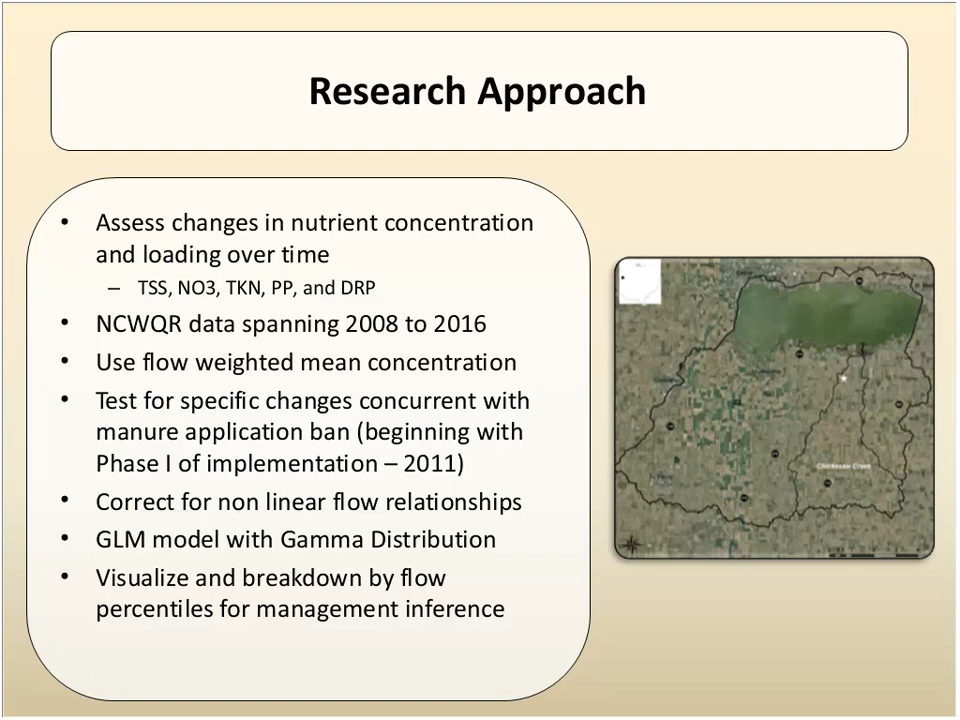 Research Approach
• Assess changes in nutrient concentration
and loading over time
– TSS, NO3, TKN, PP, and DRP
• NCWQR data spanning 2008 to 2016
• Use flow weighted mean concentration
• Test for specific changes concurrent with
manure application ban (beginning with
Phase I of implementation – 2011)
• Correct for non linear flow relationships
• GLM model with Gamma Distribution
• Visualize and breakdown by flow
percentiles for management inference
Chickasaw Creek